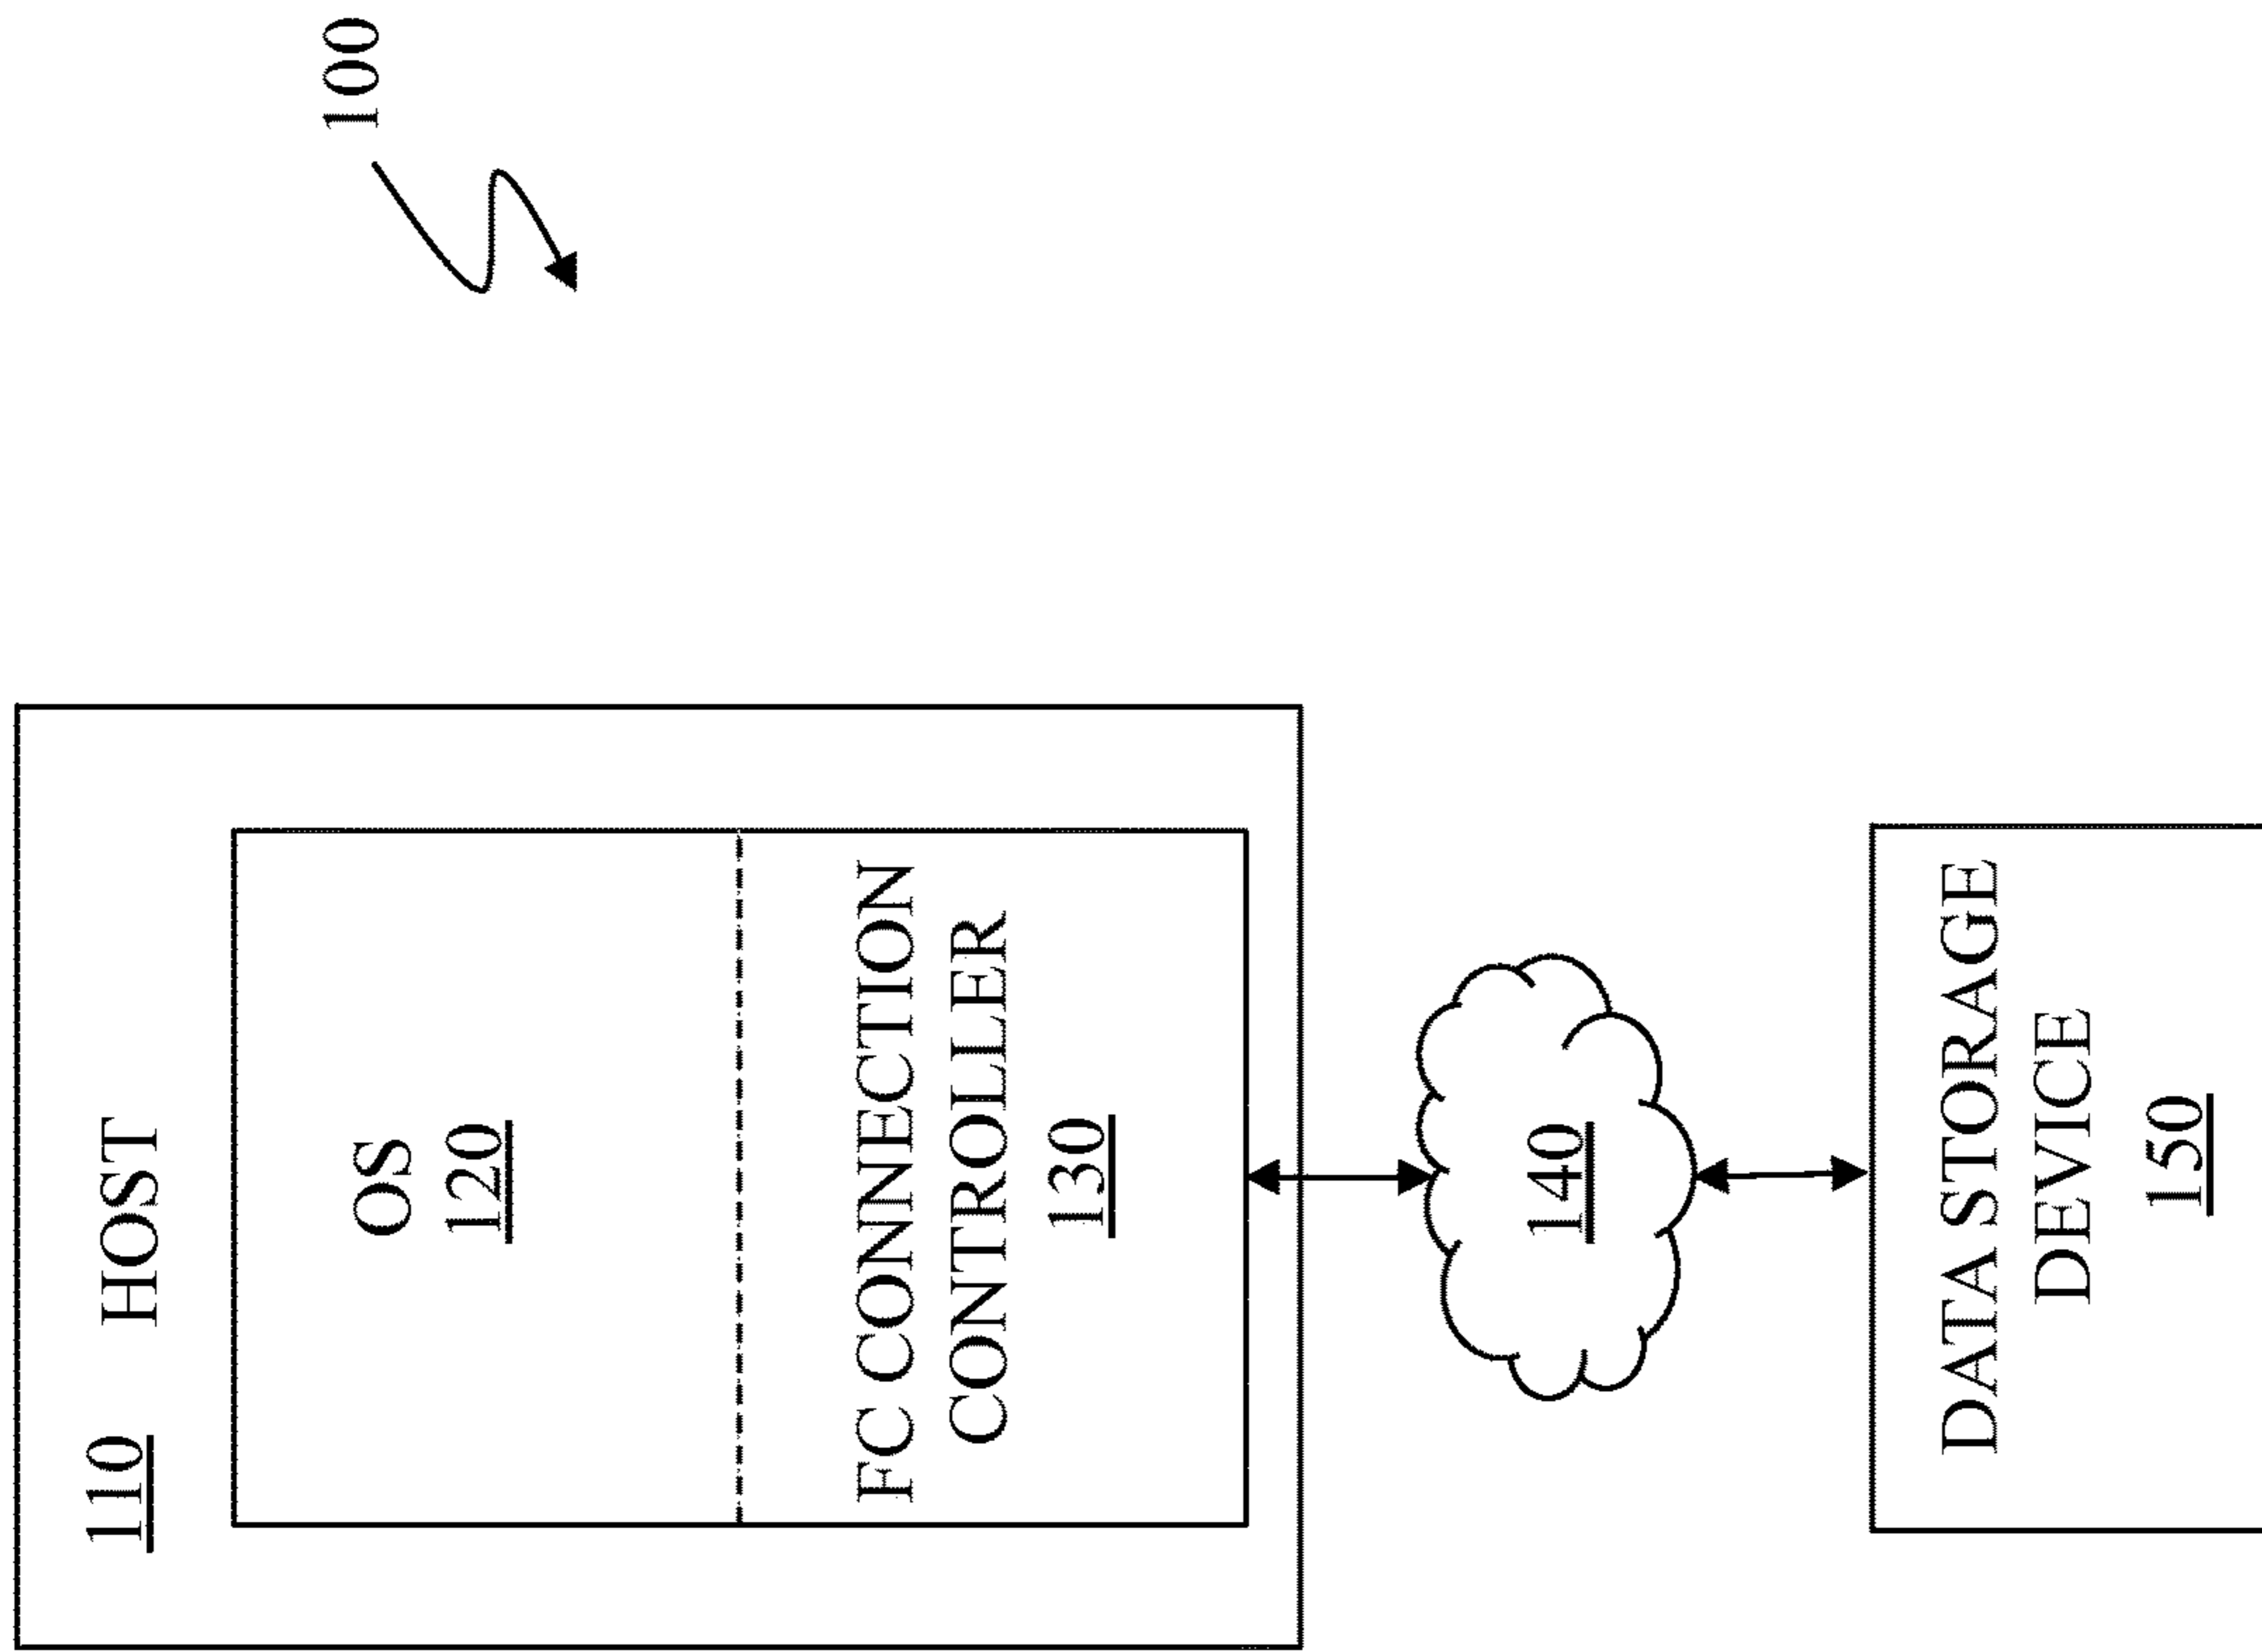 100
110 HOST
OS
120
FC CONNECTION
CONTROLLER
130
140
DATA STORAGE
DEVICE
150